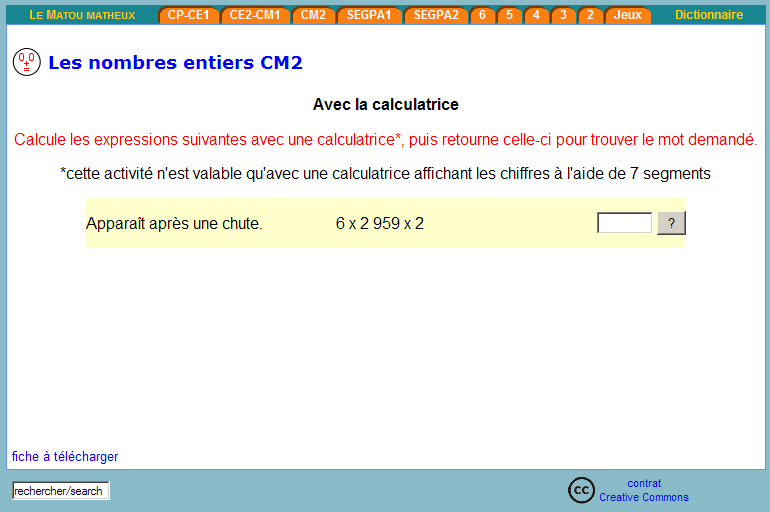 LE MATOU MATHEUX CP-CE1 CE2-CM1 CM2 SEGPA1 SEGPA2 6 5 4 3 2 Jeux Dictionnaire
0,0 + = Les nombres entiers CM2
Avec la calculatrice
Calcule les expressions suivantes avec une calculatrice*, puis retourne celle-ci pour trouver le mot demandé.
*cette activité n'est valable qu'avec une calculatrice affichant les chiffres à l'aide de 7 segments
Apparaît après une chute. 6 x 2 959 x 2 ?
fiche à télécharger
rechercher/search cc contrat
Creative Commons